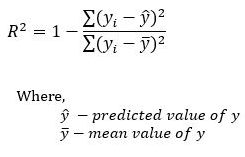 R² = 1 − Σ(yᵢ − ŷ)² / Σ(yᵢ − ȳ)²
Where,
ŷ − predicted value of y
ȳ − mean value of y